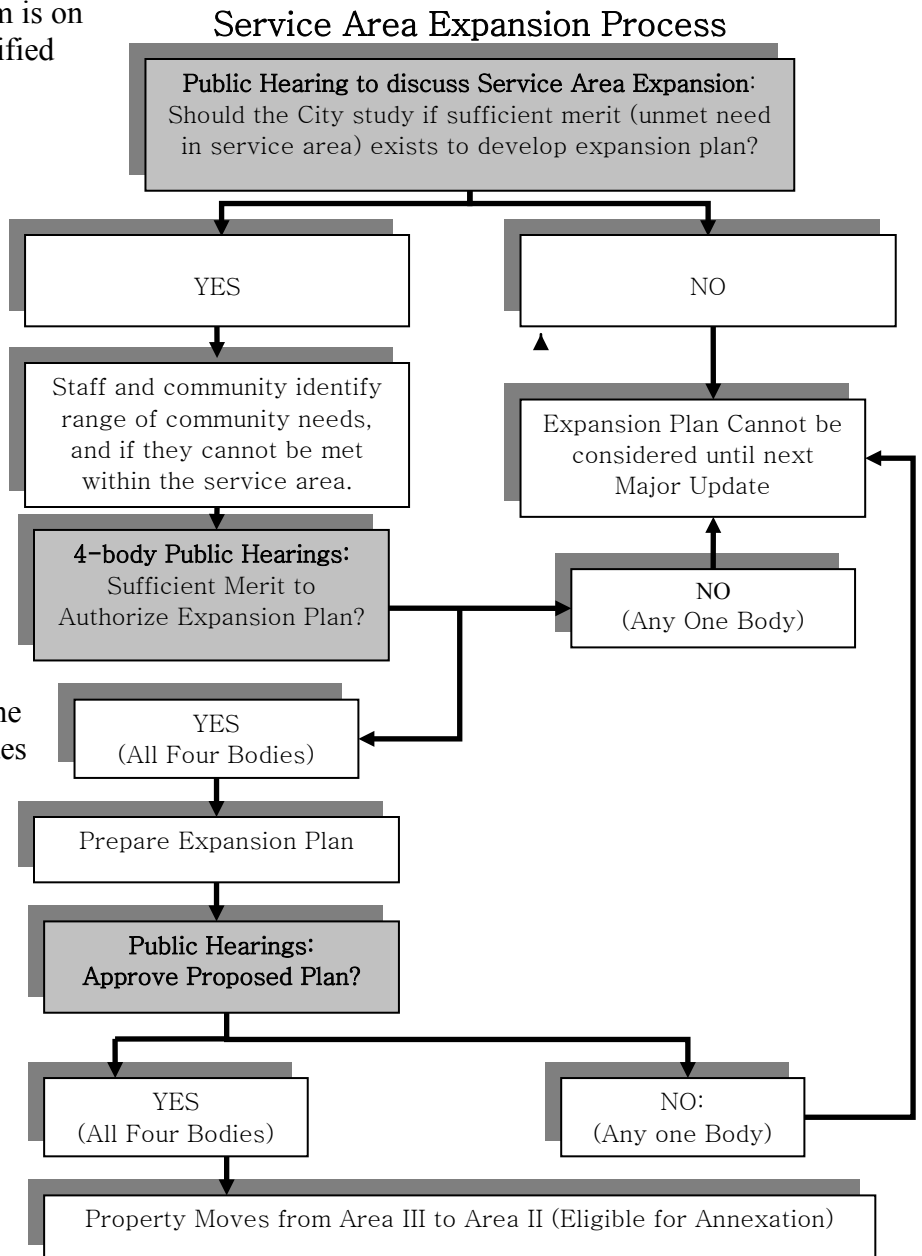 n is on
ified
Service Area Expansion Process
Public Hearing to discuss Service Area Expansion:
Should the City study if sufficient merit (unmet need
in service area) exists to develop expansion plan?
YES
NO
Staff and community identify
range of community needs,
and if they cannot be met
within the service area.
Expansion Plan Cannot be
considered until next
Major Update
4-body Public Hearings:
Sufficient Merit to
Authorize Expansion Plan?
NO
(Any One Body)
ne
es
YES
(All Four Bodies)
Prepare Expansion Plan
Public Hearings:
Approve Proposed Plan?
YES
(All Four Bodies)
NO:
(Any one Body)
Property Moves from Area III to Area II (Eligible for Annexation)